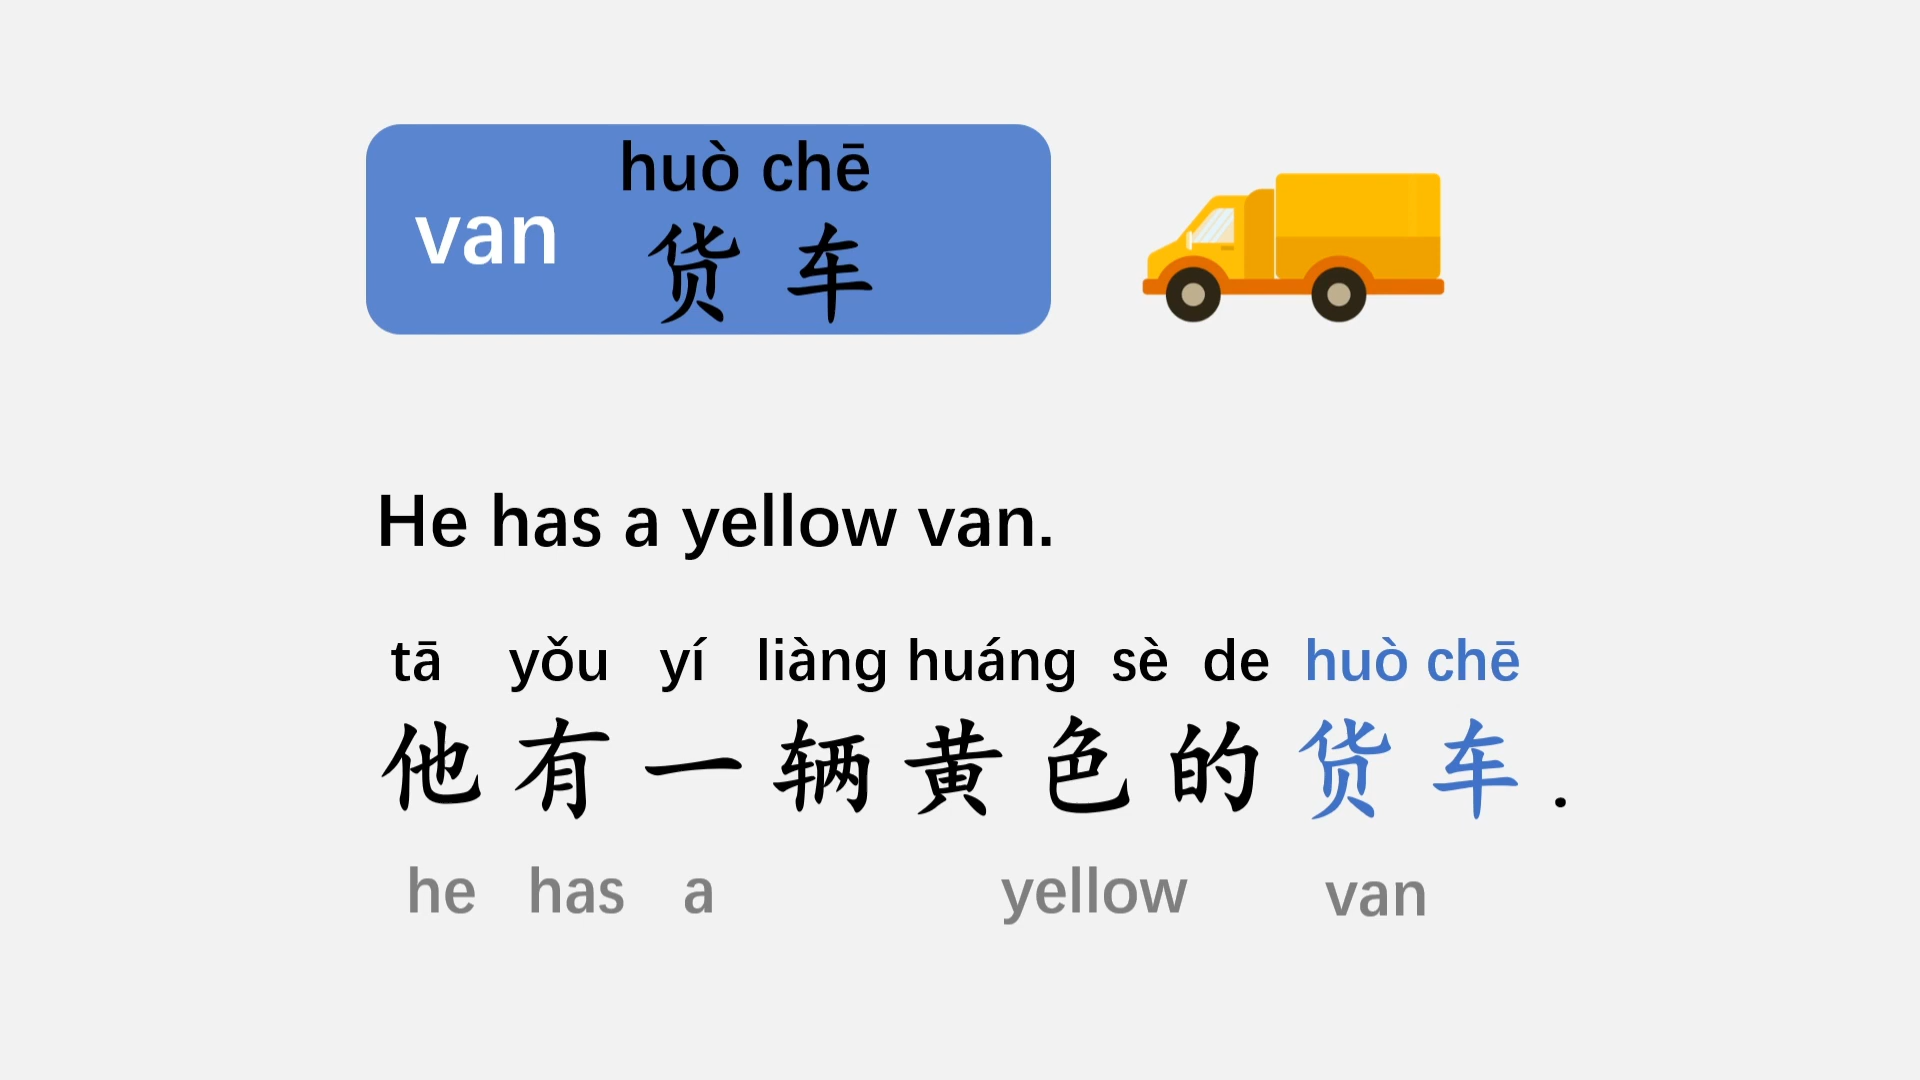 huò chē
van 货车
He has a yellow van.
tā yǒu yí liàng huáng sè de huò chē
他有一辆黄色的货车.
he has a yellow van